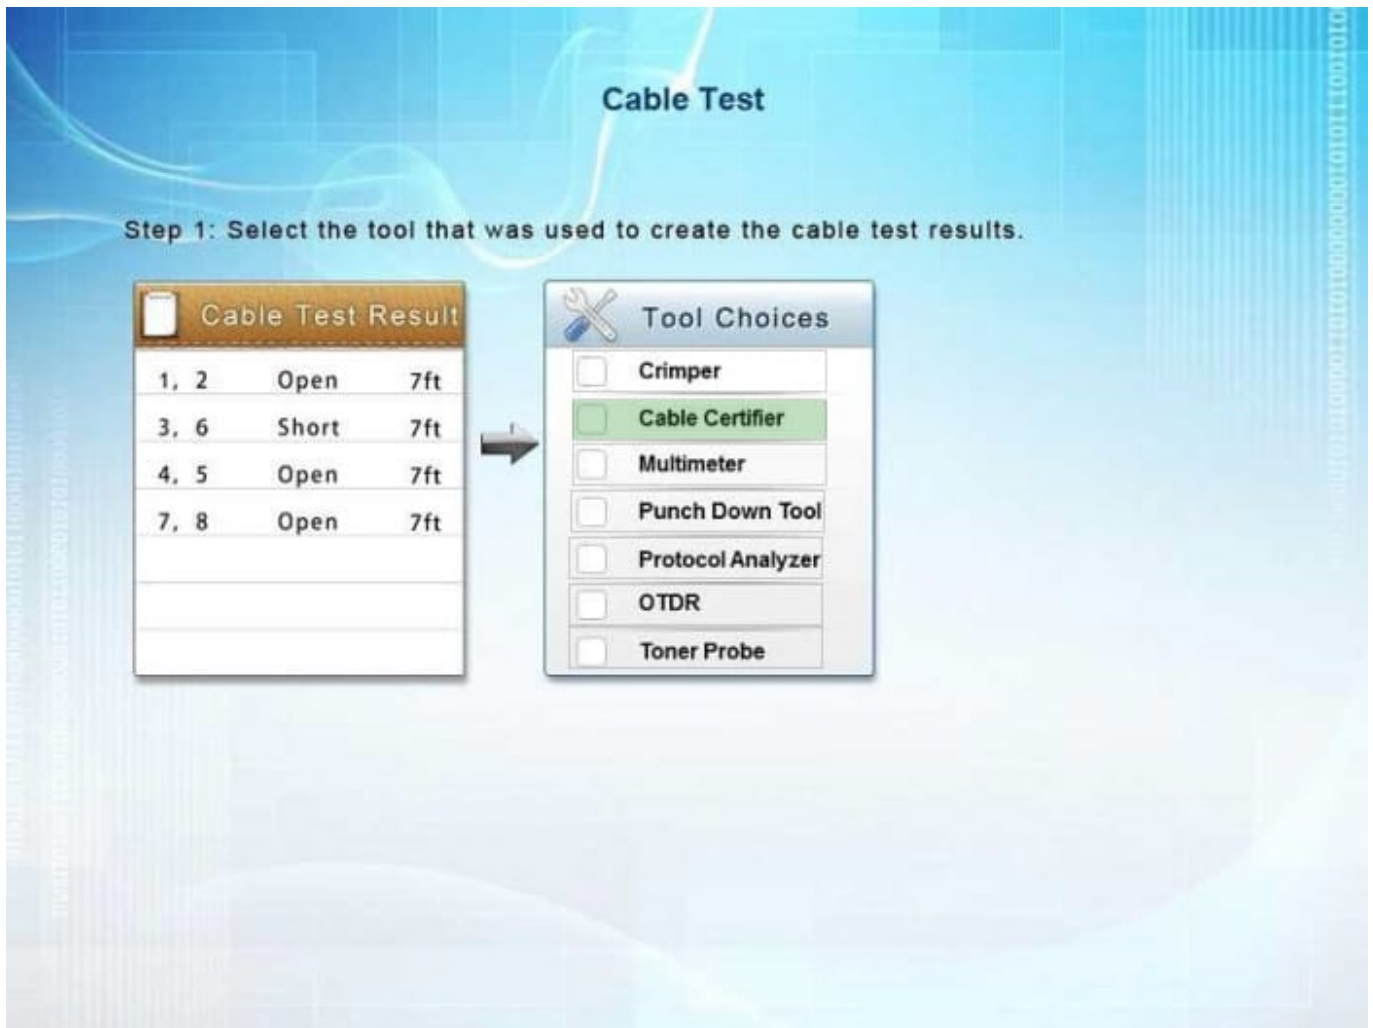 Cable Test
Step 1: Select the tool that was used to create the cable test results.
Cable Test Result
1, 2 Open 7ft
3, 6 Short 7ft
4, 5 Open 7ft
7, 8 Open 7ft
Tool Choices
Crimper
Cable Certifier
Multimeter
Punch Down Tool
Protocol Analyzer
OTDR
Toner Probe